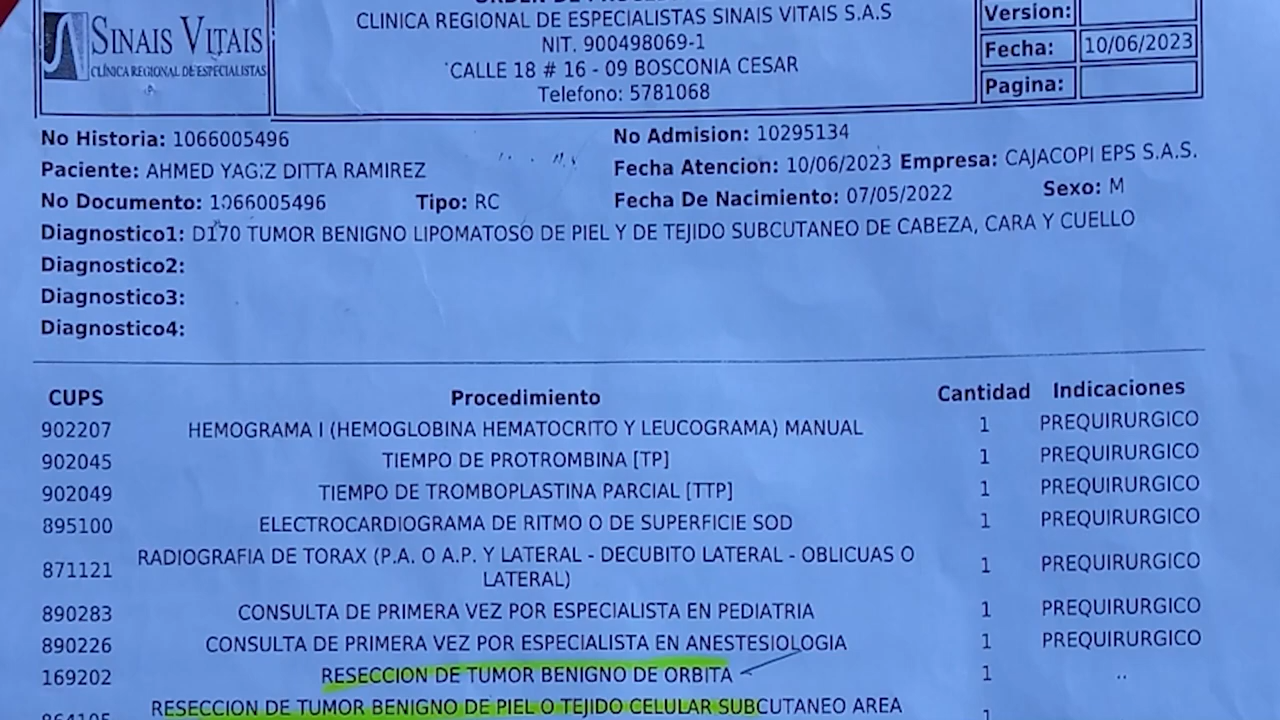 SINAIS VITAIS
CLÍNICA REGIONAL DE ESPECIALISTAS
CLINICA REGIONAL DE ESPECIALISTAS SINAIS VITAIS S.A.S
NIT. 900498069-1
CALLE 18 # 16 - 09 BOSCONIA CESAR
Telefono: 5781068
Version:
Fecha: 10/06/2023
Pagina:
No Historia: 1066005496 No Admision: 10295134
Paciente: AHMED YAGIZ DITTA RAMIREZ Fecha Atencion: 10/06/2023 Empresa: CAJACOPI EPS S.A.S.
No Documento: 1066005496 Tipo: RC Fecha De Nacimiento: 07/05/2022 Sexo: M
Diagnostico1: D170 TUMOR BENIGNO LIPOMATOSO DE PIEL Y DE TEJIDO SUBCUTANEO DE CABEZA, CARA Y CUELLO
Diagnostico2:
Diagnostico3:
Diagnostico4:
CUPS Procedimiento Cantidad Indicaciones
902207 HEMOGRAMA I (HEMOGLOBINA HEMATOCRITO Y LEUCOGRAMA) MANUAL 1 PREQUIRURGICO
902045 TIEMPO DE PROTROMBINA [TP] 1 PREQUIRURGICO
902049 TIEMPO DE TROMBOPLASTINA PARCIAL [TTP] 1 PREQUIRURGICO
895100 ELECTROCARDIOGRAMA DE RITMO O DE SUPERFICIE SOD 1 PREQUIRURGICO
871121 RADIOGRAFIA DE TORAX (P.A. O A.P. Y LATERAL - DECUBITO LATERAL - OBLICUAS O LATERAL) 1 PREQUIRURGICO
890283 CONSULTA DE PRIMERA VEZ POR ESPECIALISTA EN PEDIATRIA 1 PREQUIRURGICO
890226 CONSULTA DE PRIMERA VEZ POR ESPECIALISTA EN ANESTESIOLOGIA 1 PREQUIRURGICO
169202 RESECCION DE TUMOR BENIGNO DE ORBITA 1 ..
RESECCION DE TUMOR BENIGNO DE PIEL O TEJIDO CELULAR SUBCUTANEO AREA 1